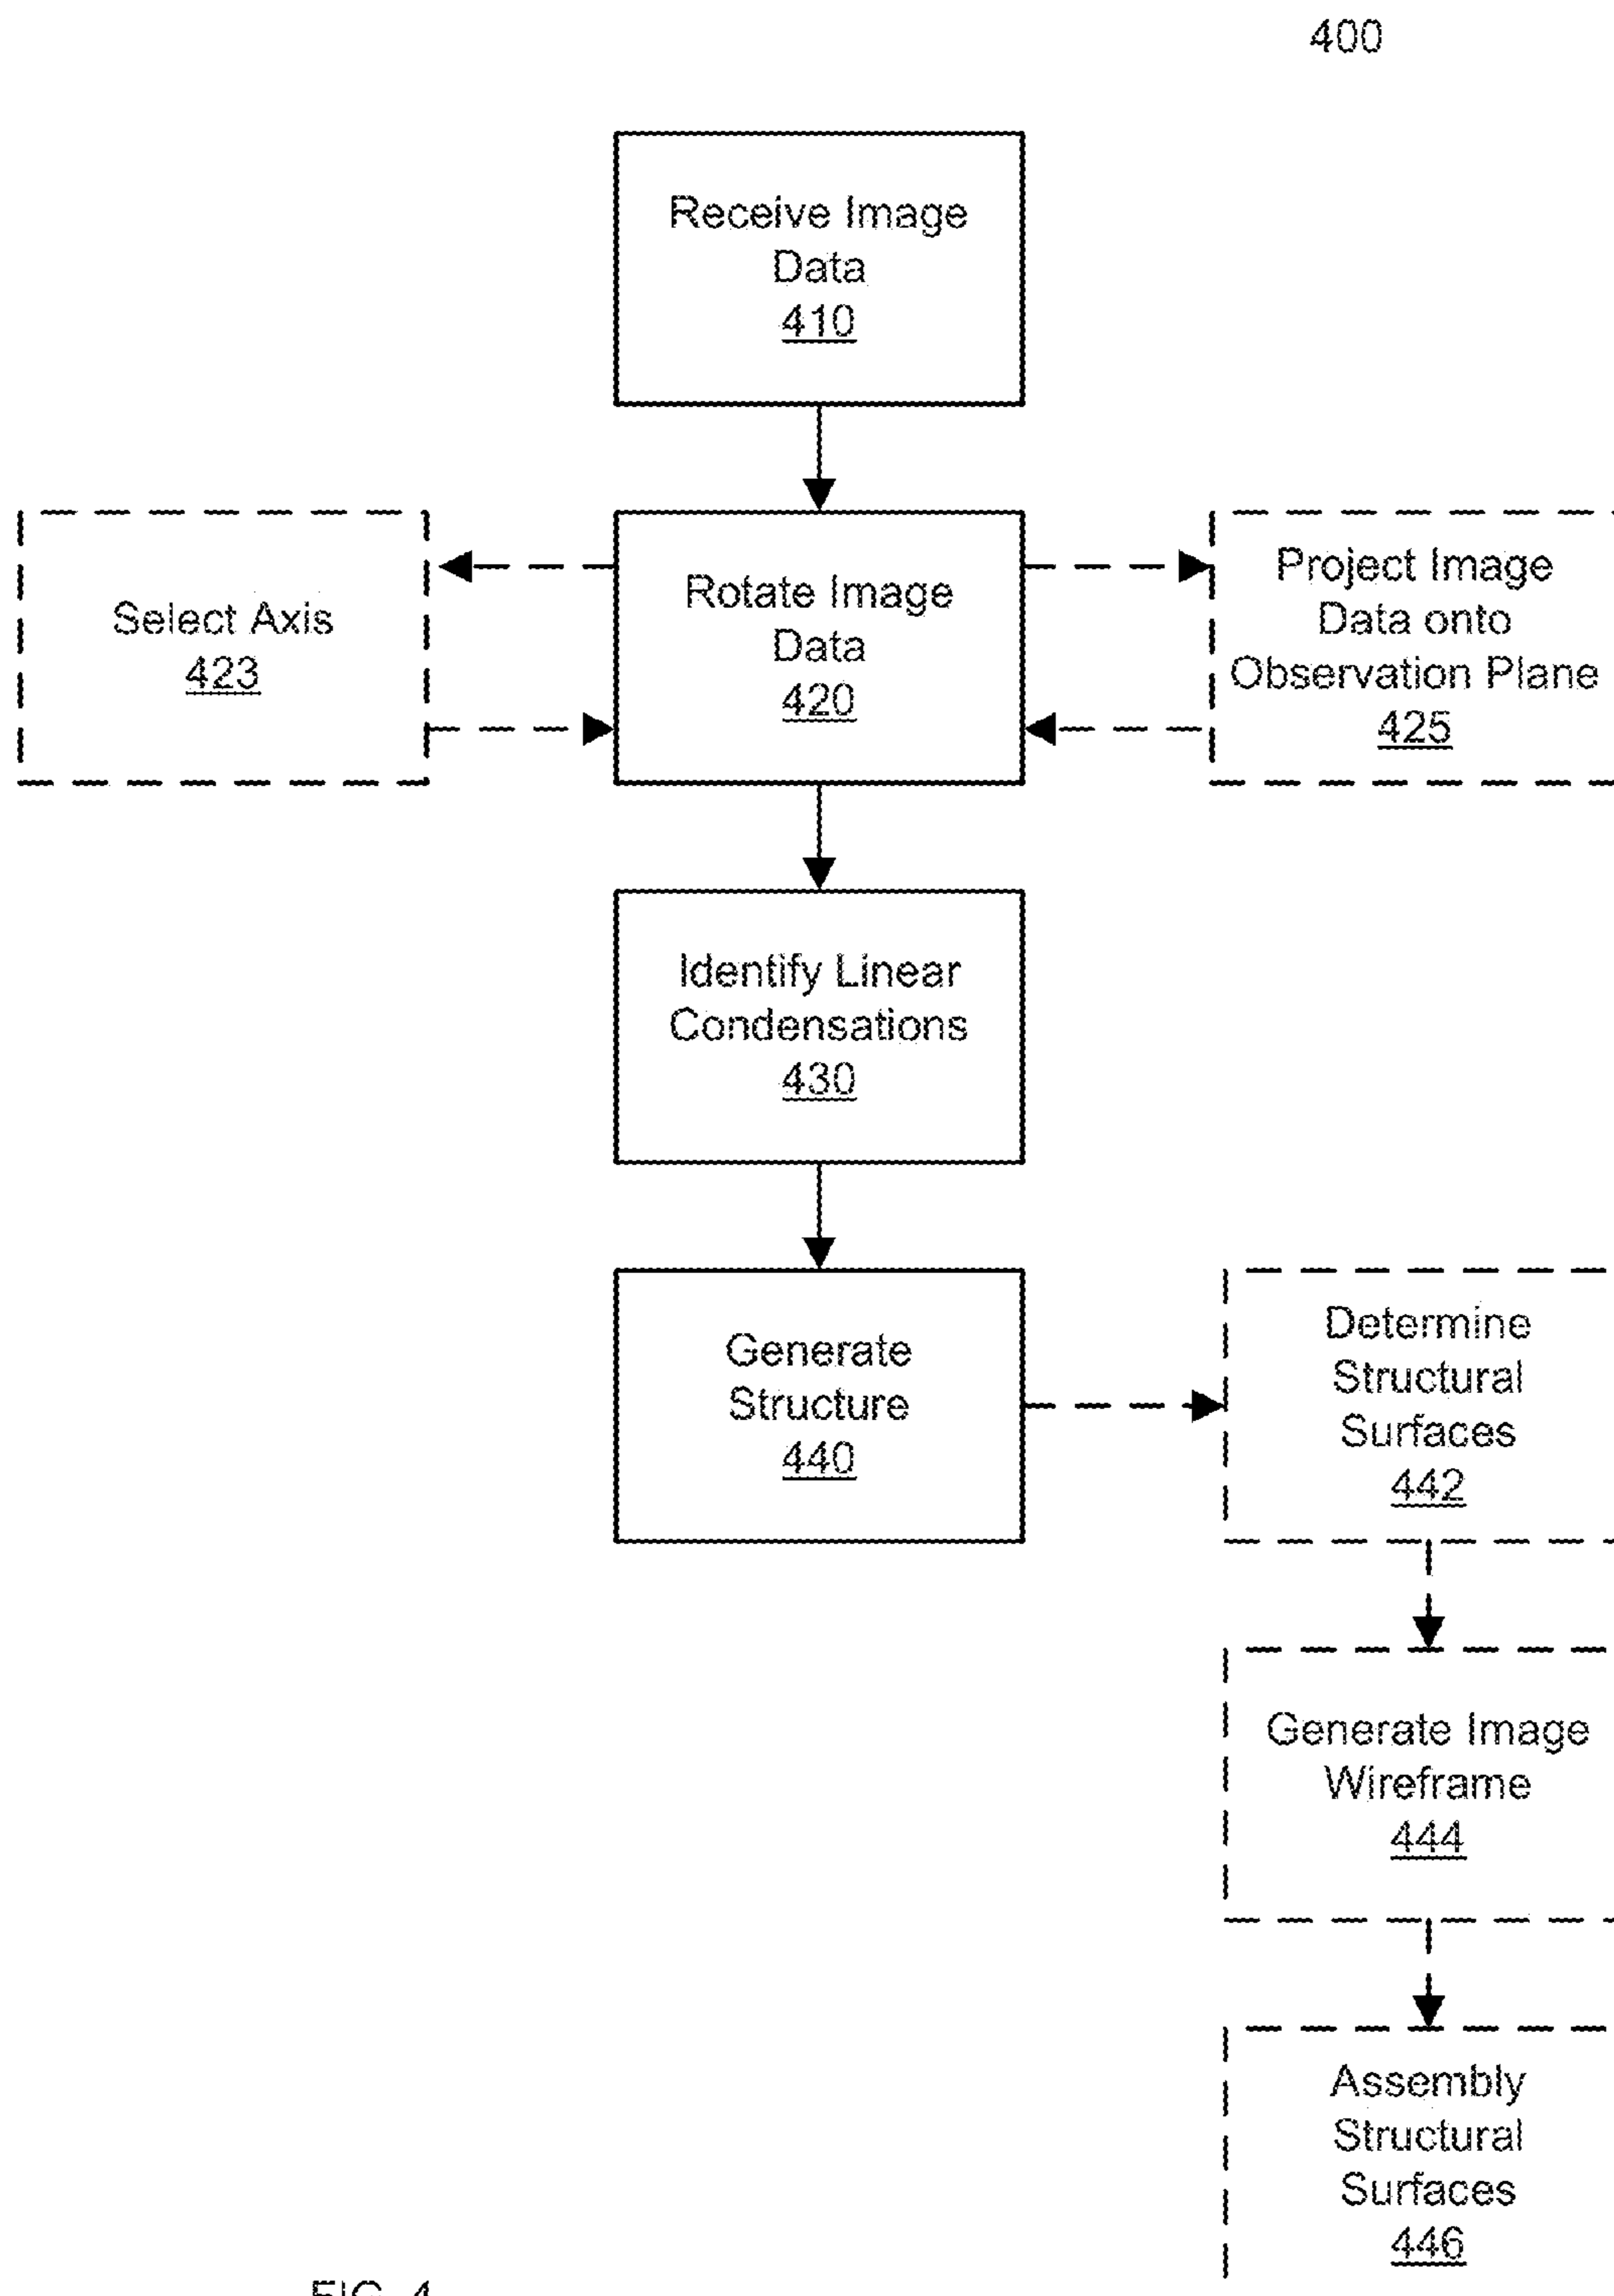 400
Receive Image
Data
410
Select Axis
423
Rotate Image
Data
420
Project Image
Data onto
Observation Plane
425
Identify Linear
Condensations
430
Generate
Structure
440
Determine
Structural
Surfaces
442
Generate Image
Wireframe
444
Assembly
Structural
Surfaces
446
FIG. 4